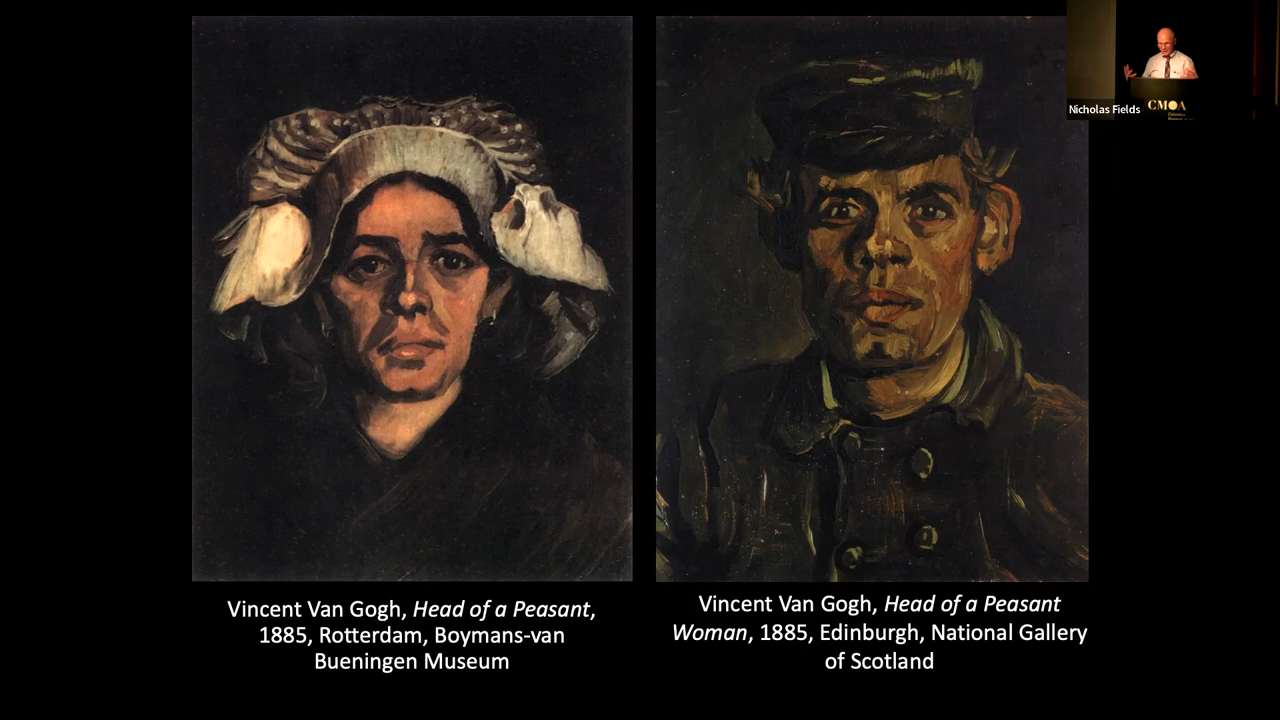 Nicholas Fields
CMOA
Vincent Van Gogh, Head of a Peasant,
1885, Rotterdam, Boymans-van
Bueningen Museum
Vincent Van Gogh, Head of a Peasant
Woman, 1885, Edinburgh, National Gallery
of Scotland